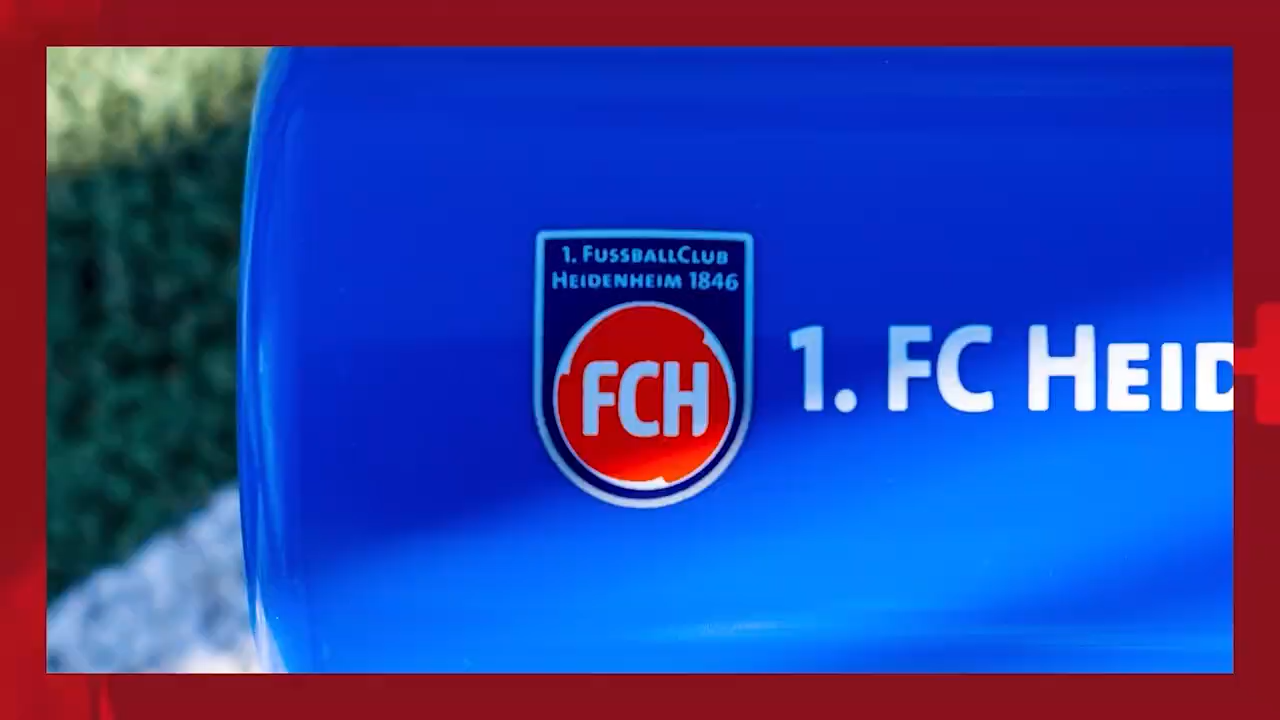 1. FUSSBALLCLUB
HEIDENHEIM 1846
FCH
1. FC HEID